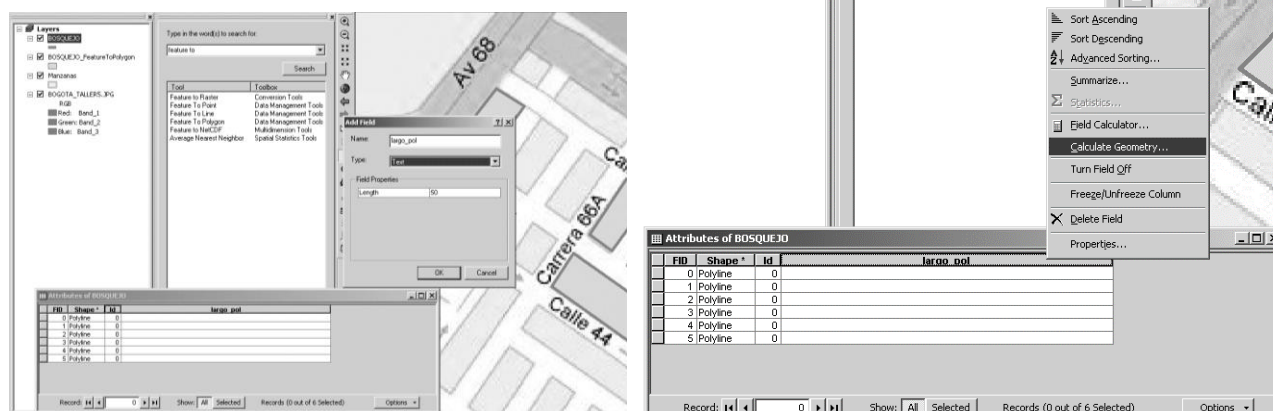 Layers
BOSQUEJO
BOSQUEJO_FeatureToPolygon
Manzanas
BOGOTA_TALLER5.JPG
RGB
Red: Band_1
Green: Band_2
Blue: Band_3
Type in the word(s) to search for:
feature to
Search
Tool Toolbox
Feature to Raster Conversion Tools
Feature To Point Data Management Tools
Feature To Line Data Management Tools
Feature To Polygon Data Management Tools
Feature to NetCDF Multidimension Tools
Average Nearest Neighbor Spatial Statistics Tools
Av 68
Add Field
Name: largo_pol
Type: Text
Field Properties
Length 50
OK Cancel
Carrera 66A
Calle 44
Ca
Attributes of BOSQUEJO
FID Shape * Id largo_pol
0 Polyline 0
1 Polyline 0
2 Polyline 0
3 Polyline 0
4 Polyline 0
5 Polyline 0
Record: 0 Show: All Selected Records (0 out of 6 Selected) Options
Sort Ascending
Sort Descending
Advanced Sorting...
Summarize...
Statistics...
Field Calculator...
Calculate Geometry...
Turn Field Off
Freeze/Unfreeze Column
Delete Field
Properties...
Ca
Attributes of BOSQUEJO
FID Shape * Id largo_pol
0 Polyline 0
1 Polyline 0
2 Polyline 0
3 Polyline 0
4 Polyline 0
5 Polyline 0
Record: 0 Show: All Selected Records (0 out of 6 Selected) Options